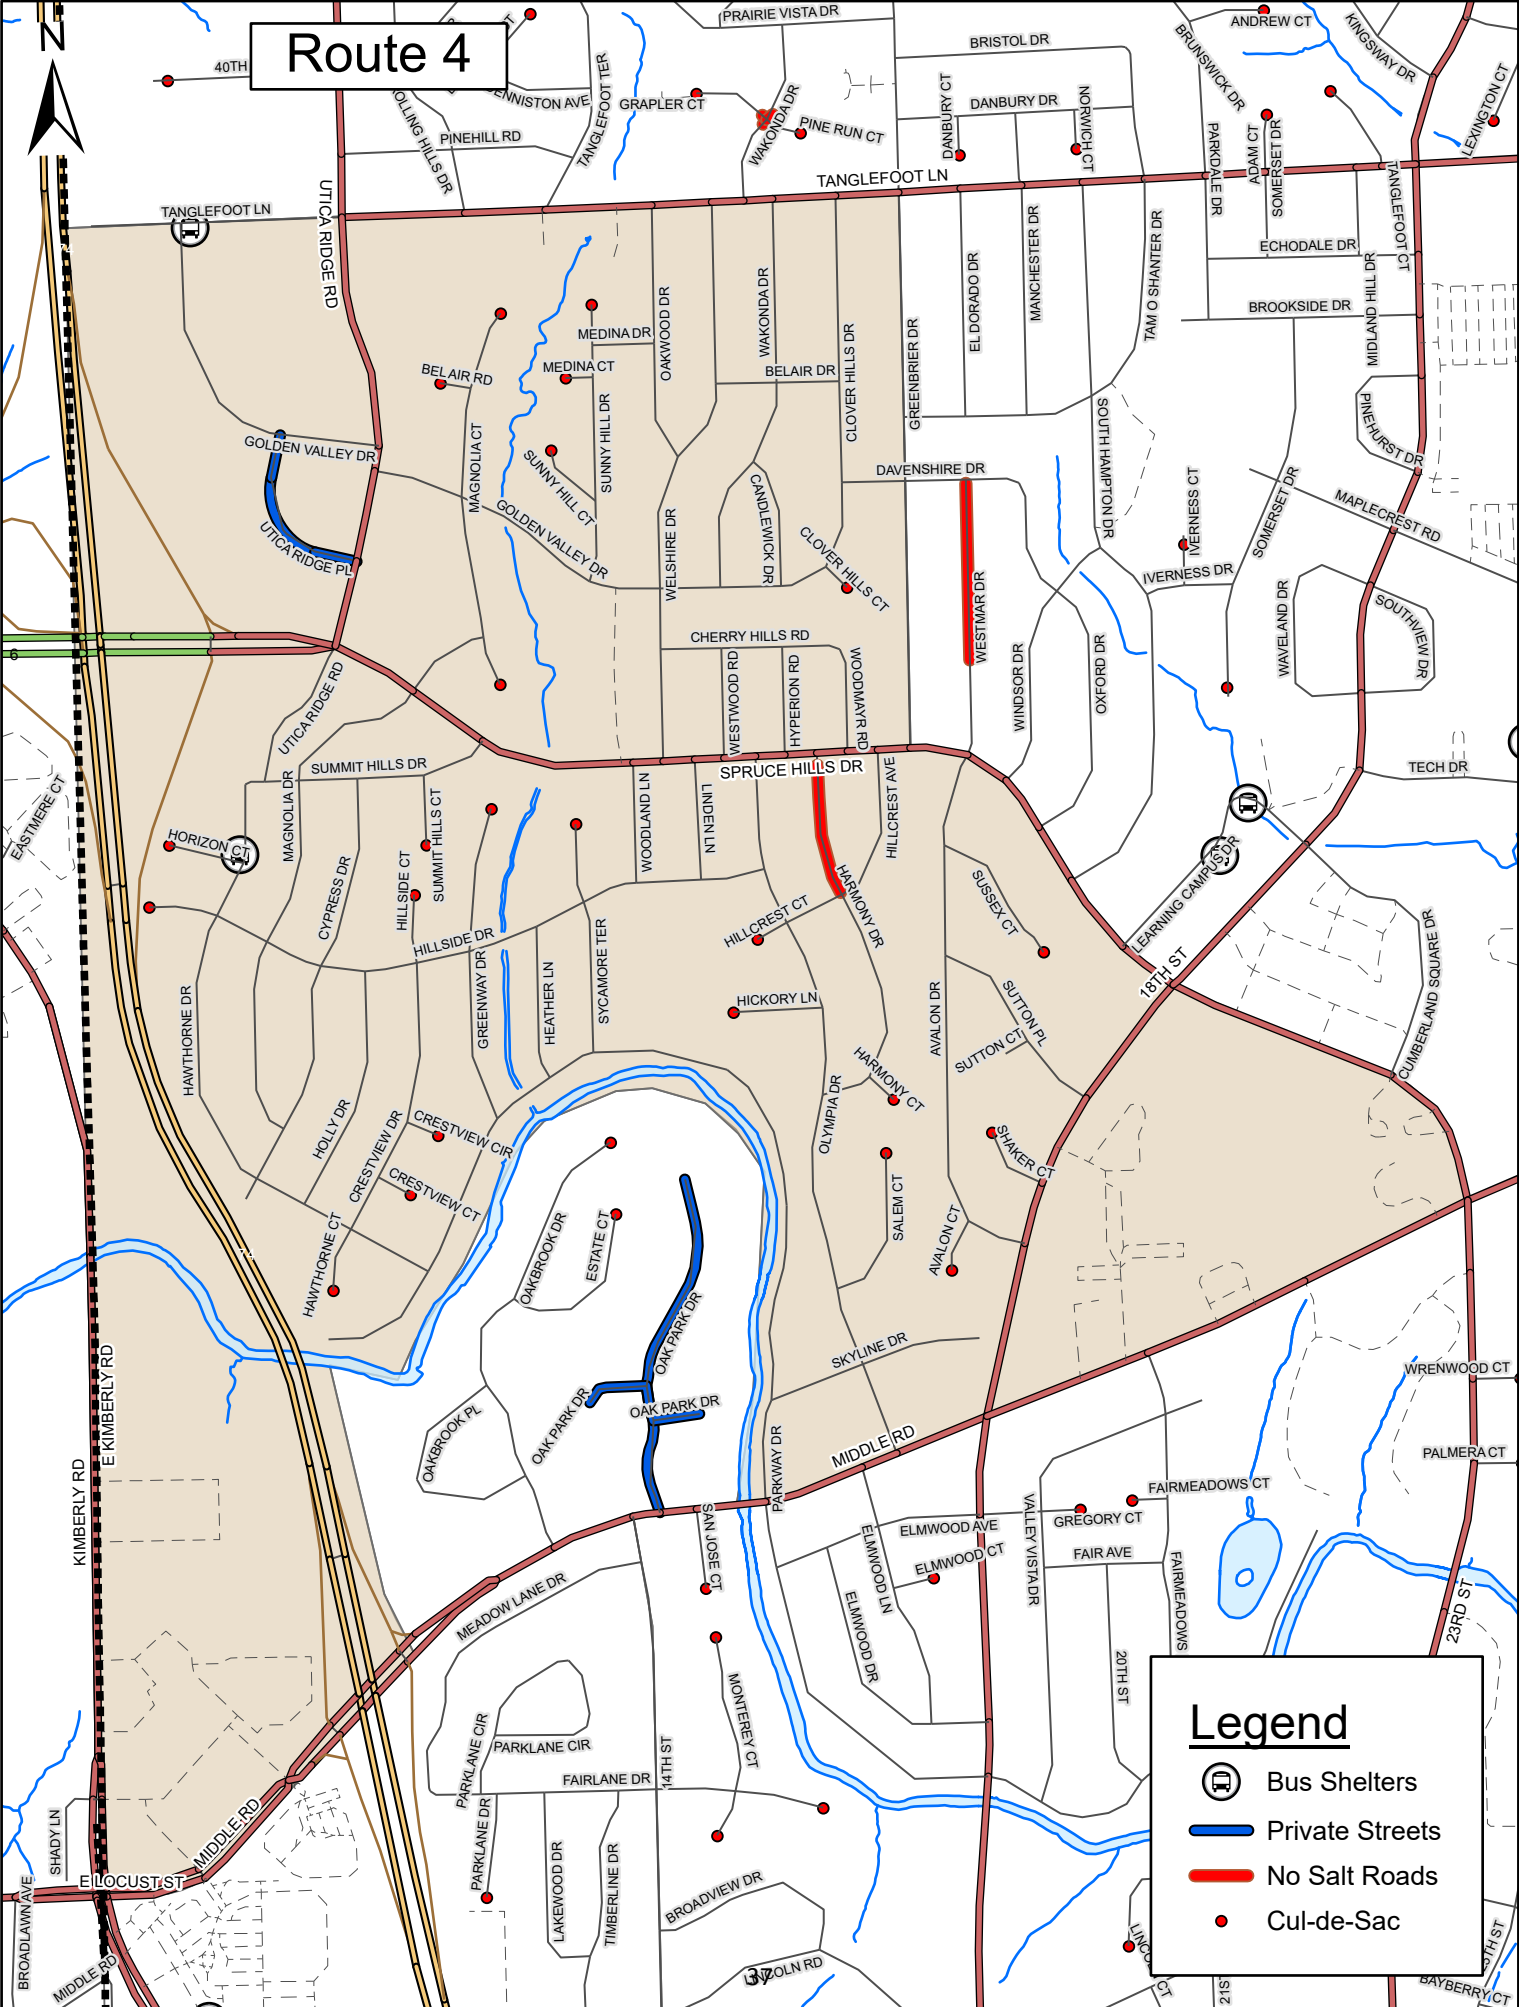 Route 4
N
PRAIRIE VISTA DR
ANDREW CT
BRISTOL DR
KINGSWAY DR
BRUNSWICK DR
40TH
TANGLEFOOT TER
GRAPLER CT
WAKONDA DR
PINE RUN CT
PINEHILL RD
DANBURY CT
DANBURY DR
NORWICH CT
PARKDALE DR
ADAM CT
SOMERSET DR
LEXINGTON CT
TANGLEFOOT LN
TANGLEFOOT CT
TANGLEFOOT LN
UTICA RIDGE RD
74
ECHODALE DR
MIDLAND HILL DR
BROOKSIDE DR
OAKWOOD DR
WAKONDA DR
CLOVER HILLS DR
GREENBRIER DR
EL DORADO DR
MANCHESTER DR
TAM O SHANTER DR
MEDINA DR
MEDINA CT
BELAIR RD
BELAIR DR
SUNNY HILL DR
MAGNOLIA CT
PINEHURST DR
SOUTH HAMPTON DR
GOLDEN VALLEY DR
SUNNY HILL CT
GOLDEN VALLEY DR
UTICA RIDGE PL
WELSHIRE DR
CANDLEWICK DR
DAVENSHIRE DR
CLOVER HILLS CT
IVERNESS CT
SOMERSET DR
MAPLECREST RD
IVERNESS DR
WAVELAND DR
SOUTHVIEW DR
WESTMAR DR
WINDSOR DR
OXFORD DR
6
CHERRY HILLS RD
WESTWOOD RD
HYPERION RD
WOODMAYR RD
UTICA RIDGE RD
SUMMIT HILLS DR
SPRUCE HILLS DR
TECH DR
EASTMERE CT
HORIZON CT
MAGNOLIA DR
CYPRESS DR
HILLSIDE CT
SUMMIT HILLS CT
WOODLAND LN
LINDEN LN
HILLCREST AVE
HARMONY DR
LEARNING CAMPUS DR
SUSSEX CT
HILLCREST CT
HILLSIDE DR
18TH ST
CUMBERLAND SQUARE DR
HAWTHORNE DR
GREENWAY DR
HEATHER LN
SYCAMORE TER
HICKORY LN
AVALON DR
SUTTON PL
SUTTON CT
HARMONY CT
OLYMPIA DR
HOLLY DR
CRESTVIEW DR
CRESTVIEW CIR
CRESTVIEW CT
SHAKER CT
SALEM CT
AVALON CT
HAWTHORNE CT
74
OAKBROOK DR
ESTATE CT
OAK PARK DR
SKYLINE DR
E KIMBERLY RD
KIMBERLY RD
OAK PARK DR
OAK PARK DR
OAKBROOK PL
WRENWOOD CT
PALMERA CT
MIDDLE RD
PARKWAY DR
FAIRMEADOWS CT
GREGORY CT
ELMWOOD AVE
VALLEY VISTA DR
FAIR AVE
SAN JOSE CT
ELMWOOD LN
ELMWOOD CT
ELMWOOD DR
MEADOW LANE DR
FAIRMEADOWS
20TH ST
23RD ST
MONTEREY CT
PARKLANE CIR
PARKLANE CIR
FAIRLANE DR
14TH ST
PARKLANE DR
SHADY LN
MIDDLE RD
E LOCUST ST
BROADLAWN AVE
MIDDLE RD
LAKEWOOD DR
TIMBERLINE DR
BROADVIEW DR
LINCOLN RD
37
BAYBERRY CT
Legend
Bus Shelters
Private Streets
No Salt Roads
Cul-de-Sac